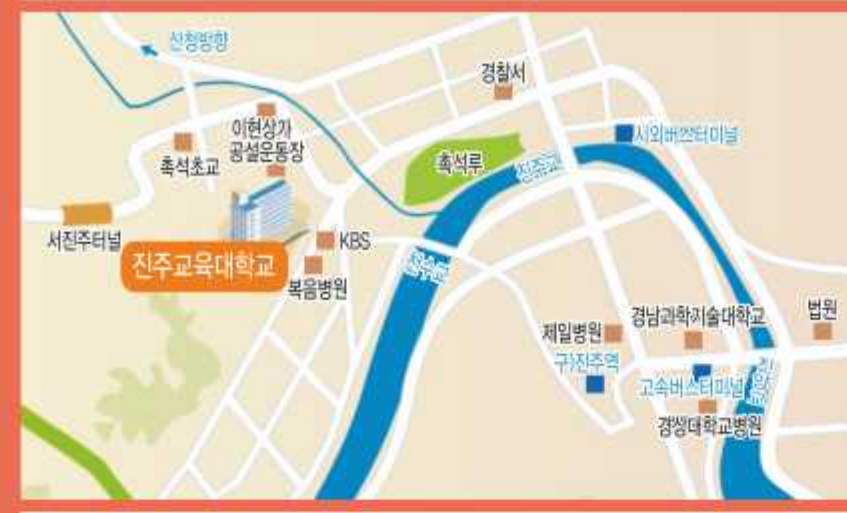 산청방향
경찰서
이현상가
공설운동장
시외버스터미널
촉석초교
촉석루
진주교
서진주터널
KBS
진주교육대학교
복음병원
제일병원
경남과학기술대학교
법원
구)진주역
고속버스터미널
경상대학교병원